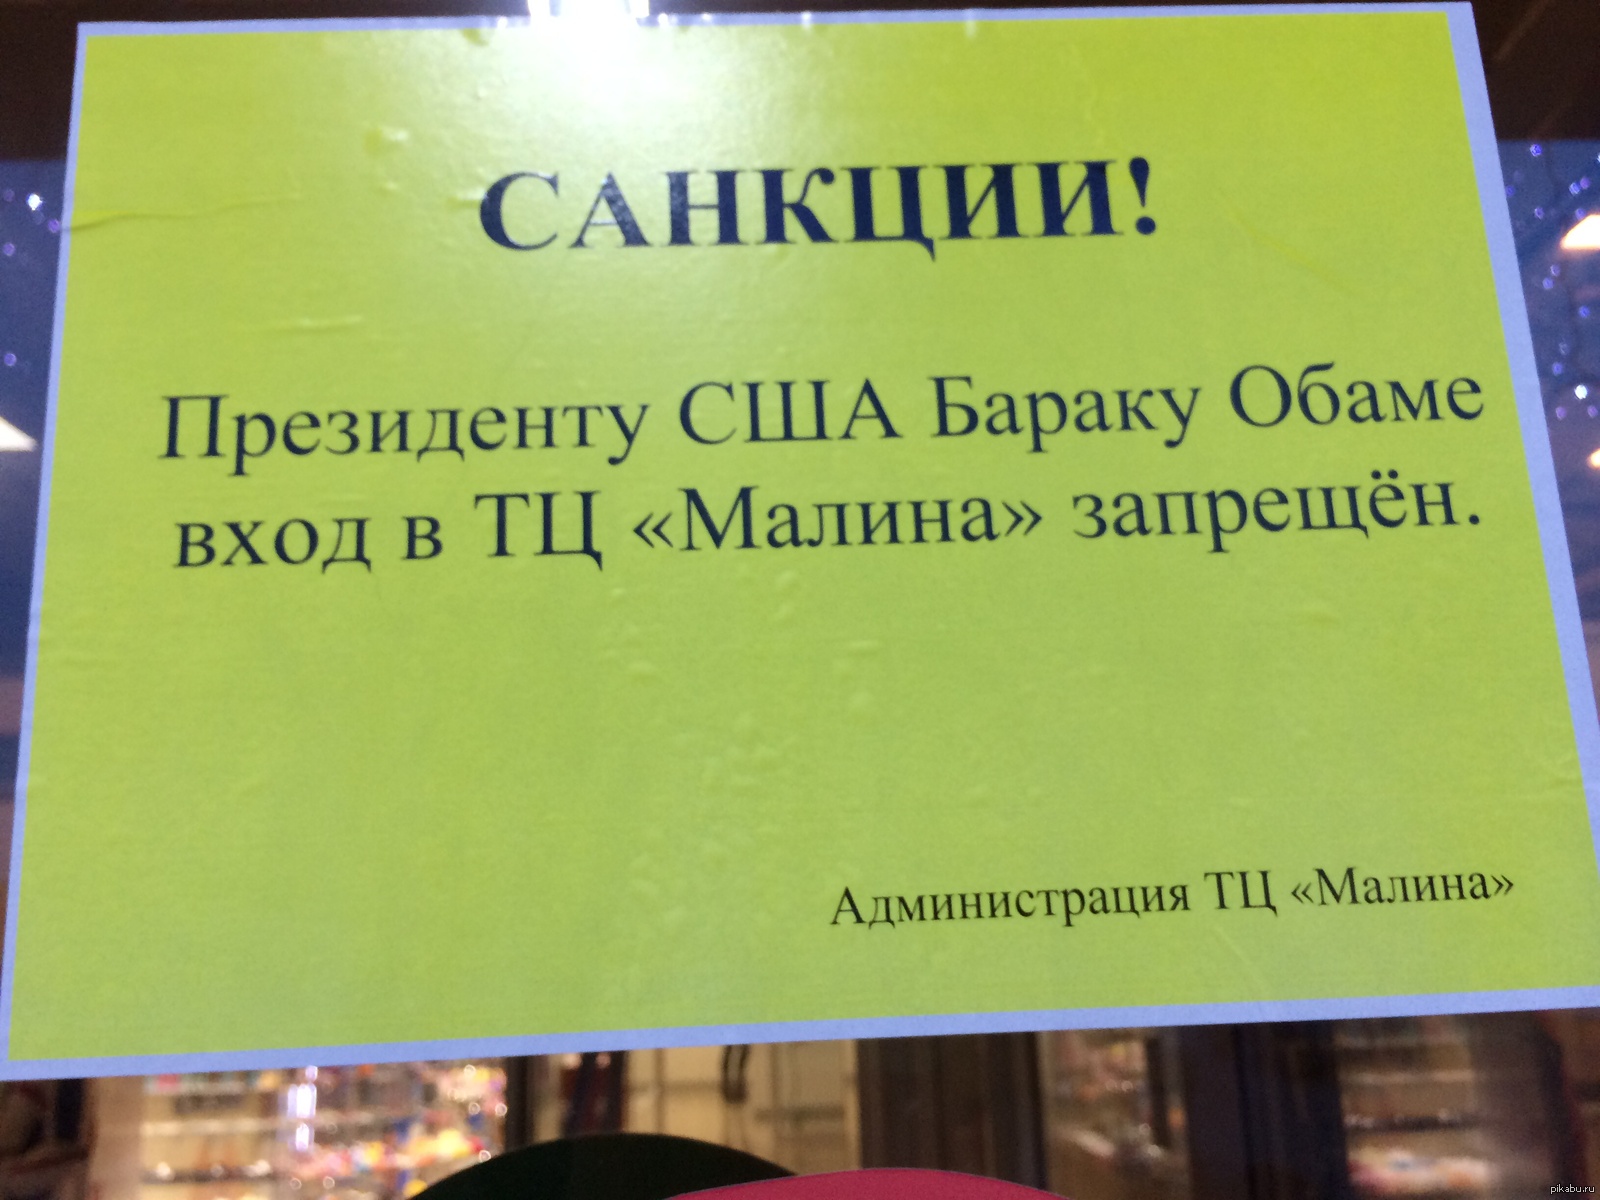 САНКЦИИ!
Президенту США Бараку Обаме
вход в ТЦ «Малина» запрещён.
Администрация ТЦ «Малина»
pikabu.ru